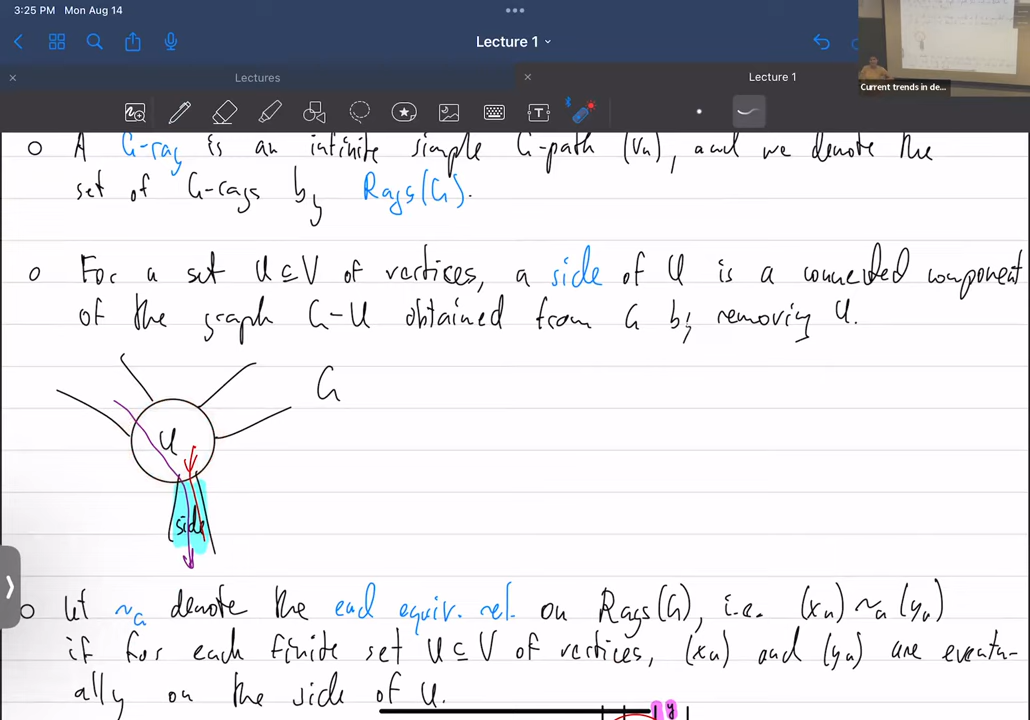 3:25 PM Mon Aug 14
Lecture 1
Current trends in de...
Lectures
Lecture 1
T
A G-ray is an infinite simple G-path (vn), and we denote the
set of G-rays by Rays(G).
For a set U ⊆ V of vertices, a side of U is a connected component
of the graph G-U obtained from G by removing U.
G
U
side
Let ~G denote the end equiv. rel. on Rays(G), i.e. (xn) ~G (yn)
if for each finite set U ⊆ V of vertices, (xn) and (yn) are eventu-
ally on the side of U.
y